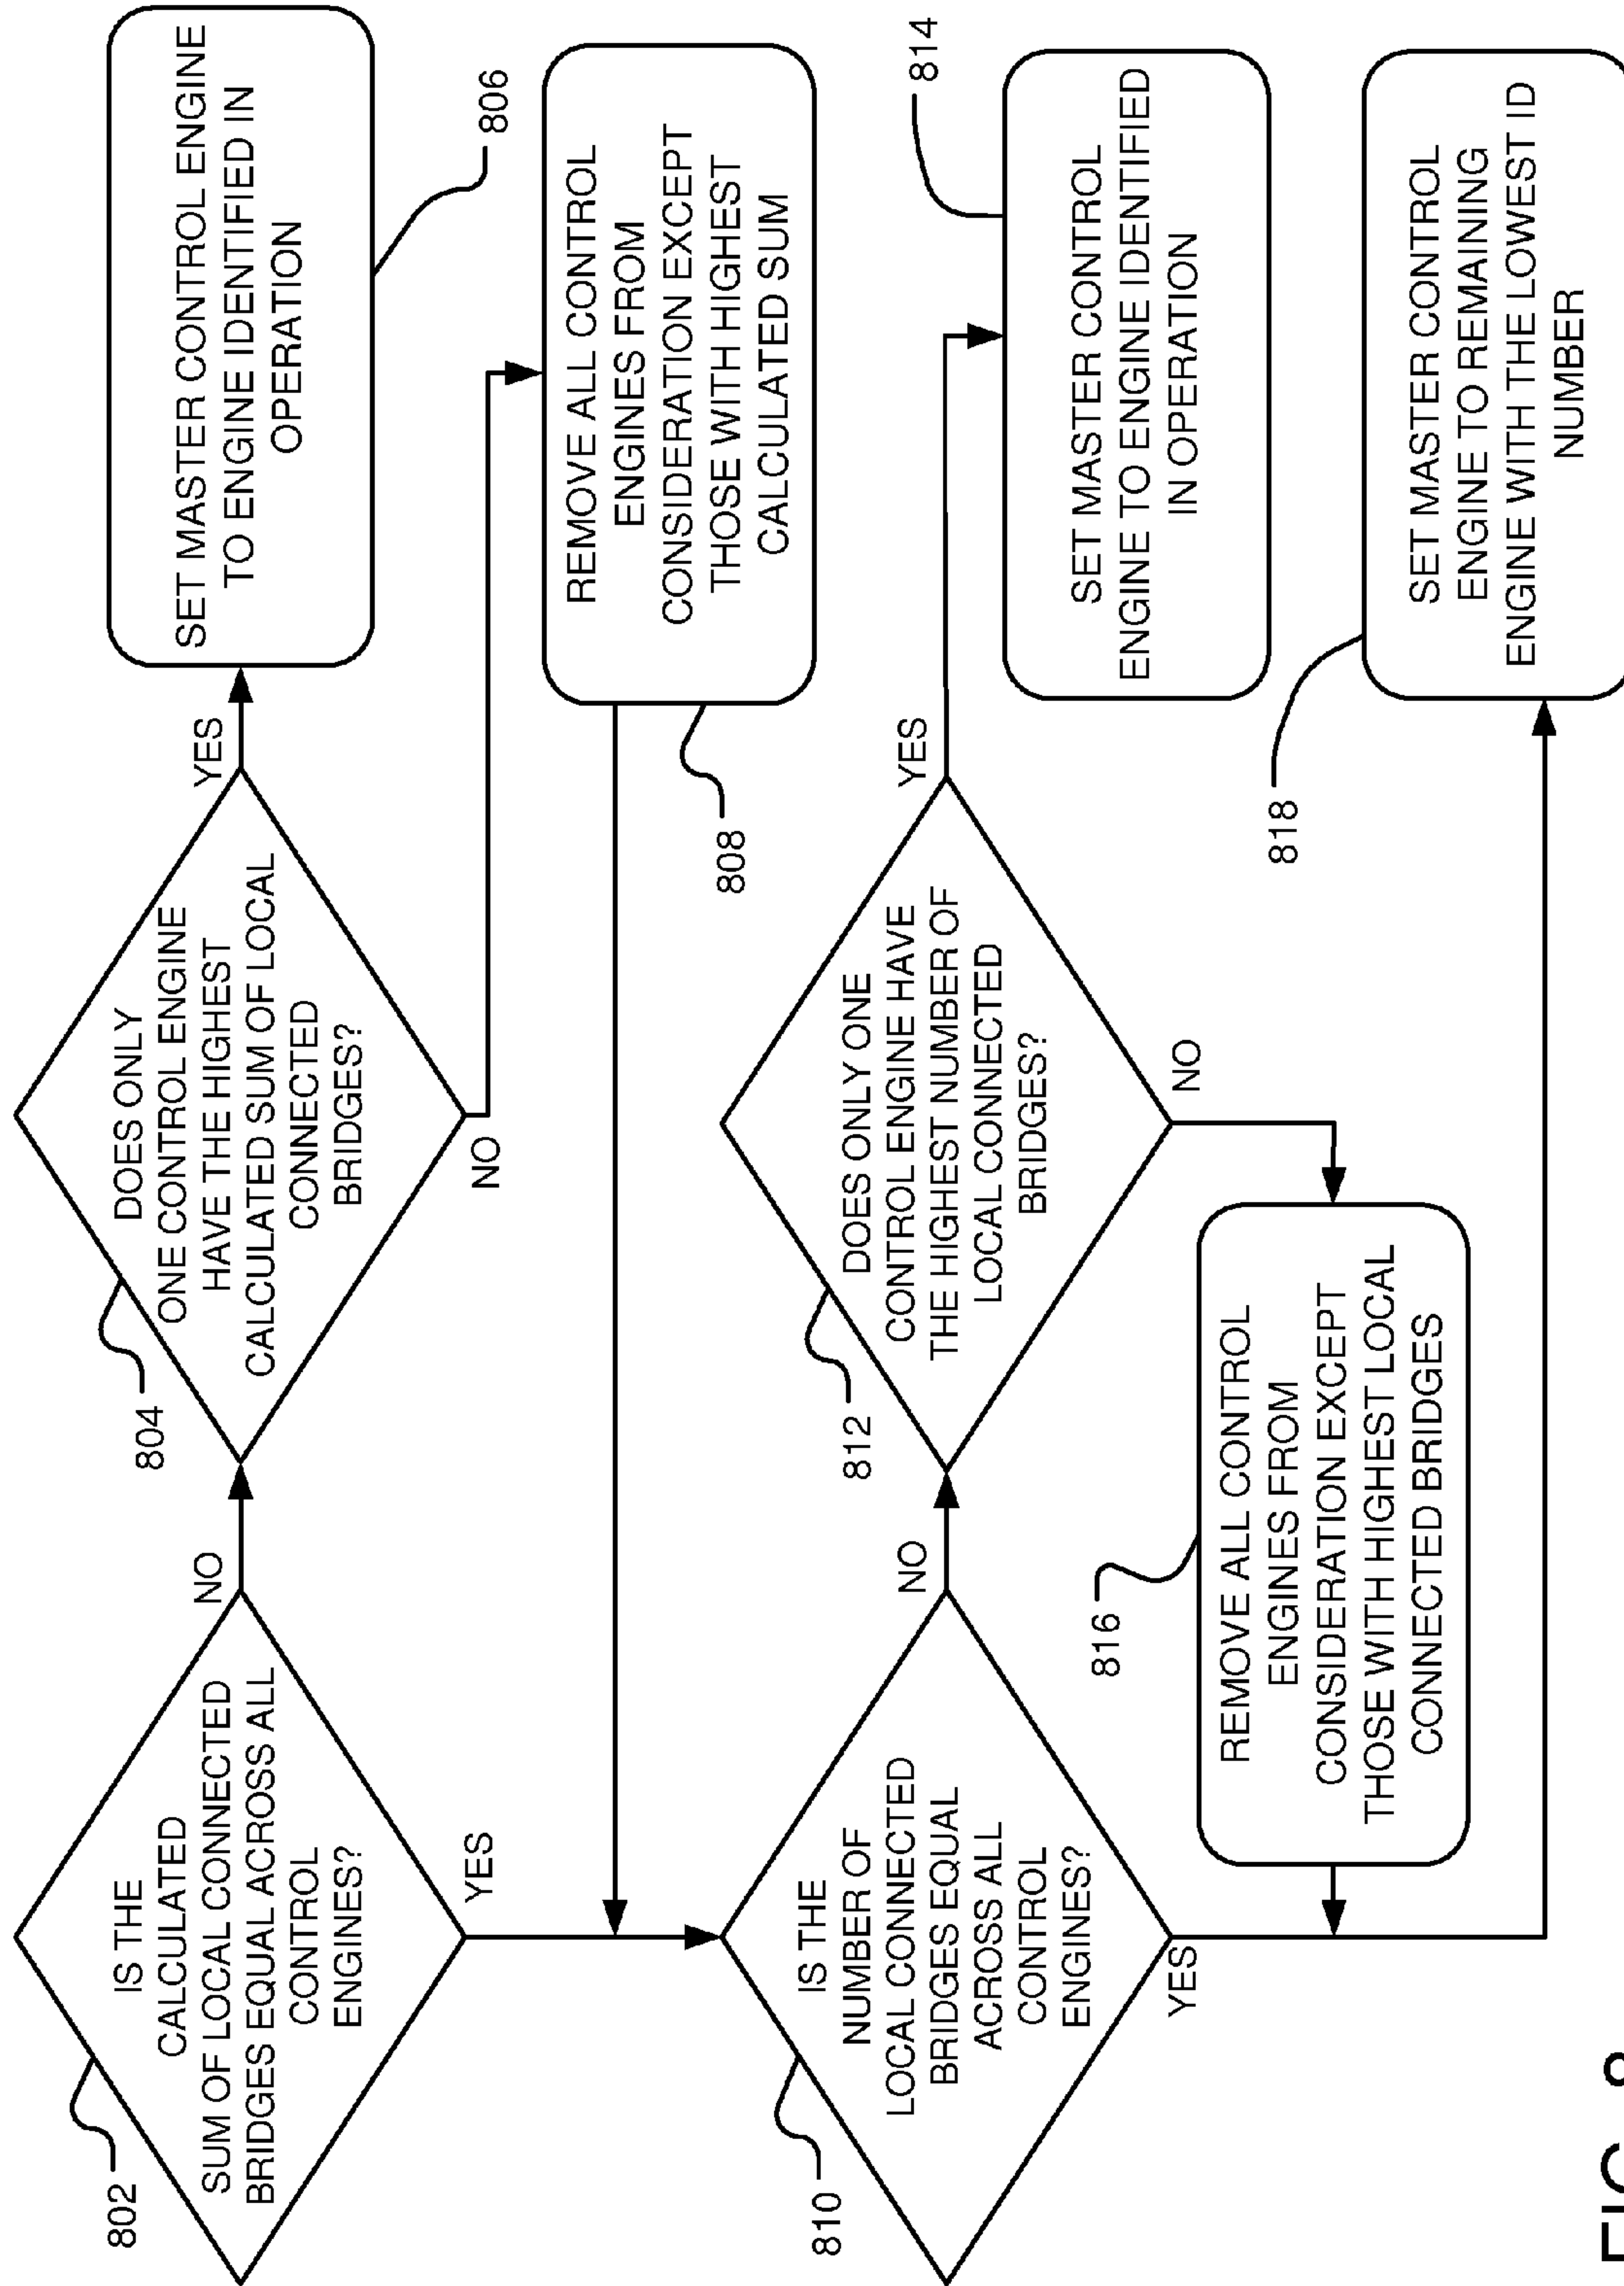 IS THE
CALCULATED
SUM OF LOCAL CONNECTED
BRIDGES EQUAL ACROSS ALL
CONTROL
ENGINES?
802
NO
YES
DOES ONLY
ONE CONTROL ENGINE
HAVE THE HIGHEST
CALCULATED SUM OF LOCAL
CONNECTED
BRIDGES?
804
YES
NO
SET MASTER CONTROL ENGINE
TO ENGINE IDENTIFIED IN
OPERATION
806
REMOVE ALL CONTROL
ENGINES FROM
CONSIDERATION EXCEPT
THOSE WITH HIGHEST
CALCULATED SUM
808
IS THE
NUMBER OF
LOCAL CONNECTED
BRIDGES EQUAL
ACROSS ALL
CONTROL
ENGINES?
810
NO
YES
DOES ONLY ONE
CONTROL ENGINE HAVE
THE HIGHEST NUMBER OF
LOCAL CONNECTED
BRIDGES?
812
YES
NO
SET MASTER CONTROL
ENGINE TO ENGINE IDENTIFIED
IN OPERATION
814
REMOVE ALL CONTROL
ENGINES FROM
CONSIDERATION EXCEPT
THOSE WITH HIGHEST LOCAL
CONNECTED BRIDGES
816
SET MASTER CONTROL
ENGINE TO REMAINING
ENGINE WITH THE LOWEST ID
NUMBER
818
FIG. 8